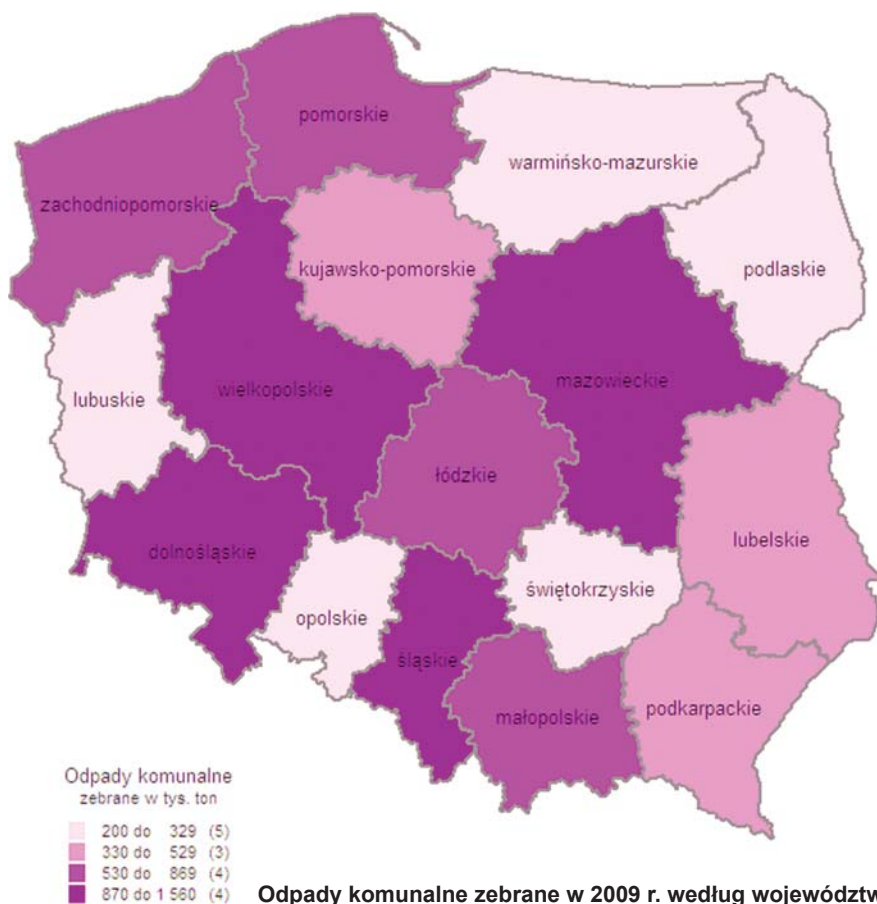 pomorskie
warmińsko-mazurskie
zachodniopomorskie
kujawsko-pomorskie
podlaskie
mazowieckie
wielkopolskie
lubuskie
łódzkie
lubelskie
dolnośląskie
świętokrzyskie
opolskie
śląskie
podkarpackie
małopolskie
Odpady komunalne
zebrane w tys. ton
200 do 329 (5)
330 do 529 (3)
530 do 869 (4)
870 do 1 560 (4)
Odpady komunalne zebrane w 2009 r. według województw